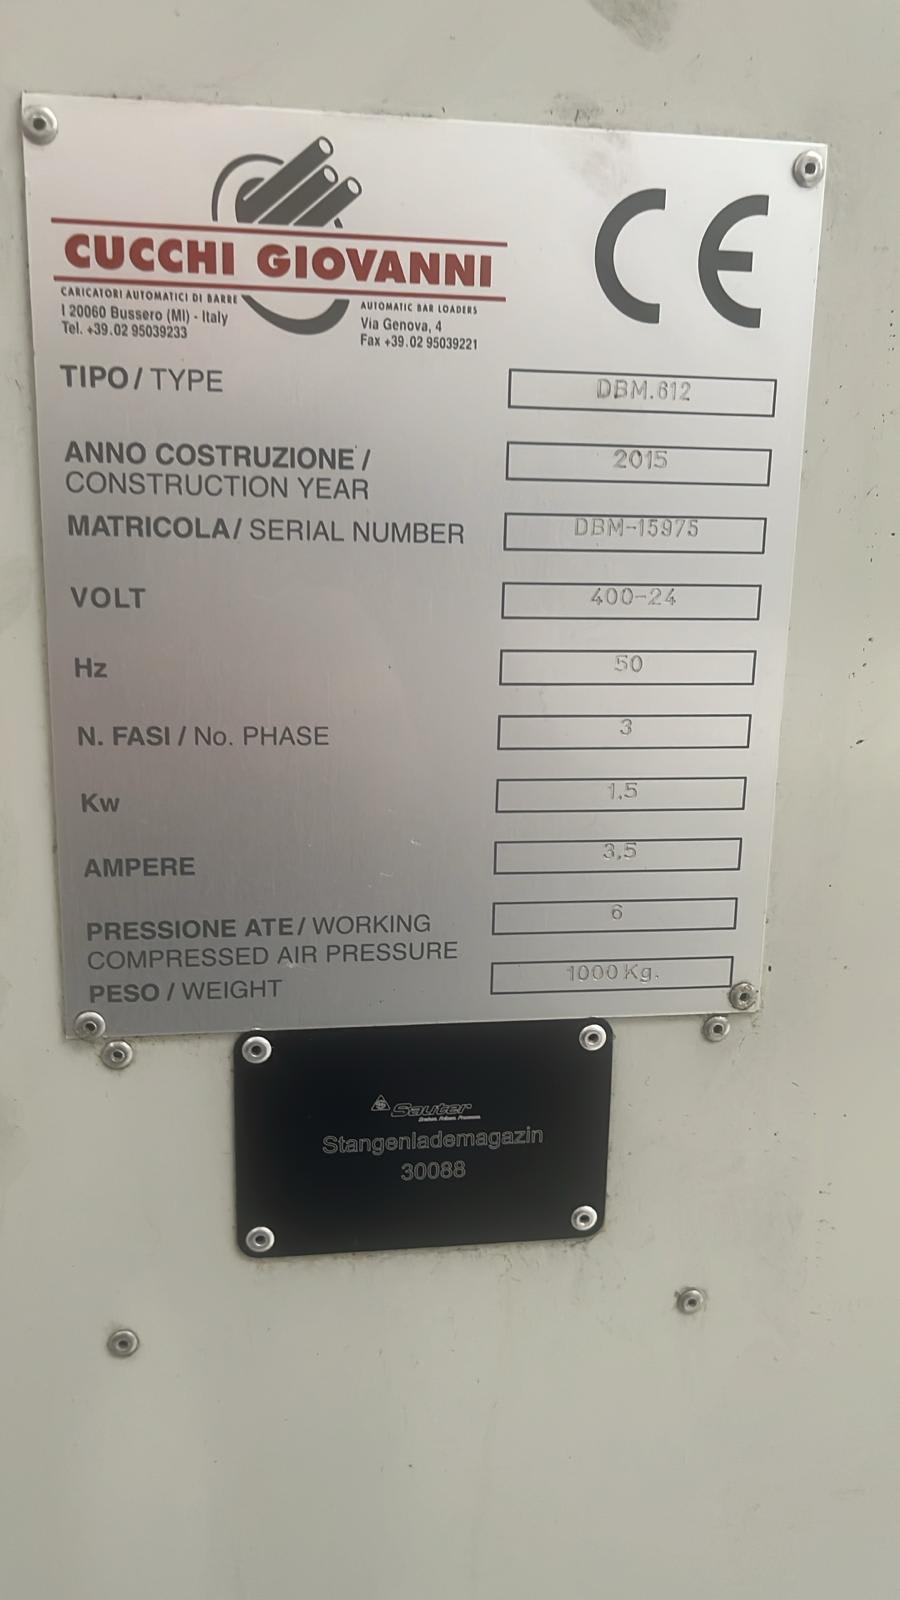 CUCCHI GIOVANNI
CARICATORI AUTOMATICI DI BARRE
I 20060 Bussero (MI) - Italy
Tel. +39.02 95039233
AUTOMATIC BAR LOADERS
Via Genova, 4
Fax +39.02 95039221
CE
TIPO / TYPE DBM.612
ANNO COSTRUZIONE / 2015
CONSTRUCTION YEAR
MATRICOLA / SERIAL NUMBER DBM-15975
VOLT 400-24
Hz 50
N. FASI / No. PHASE 3
Kw 1.5
AMPERE 3,5
PRESSIONE ATE / WORKING 6
COMPRESSED AIR PRESSURE
PESO / WEIGHT 1000 Kg.
Sauter
Stangenlademagazin
30088